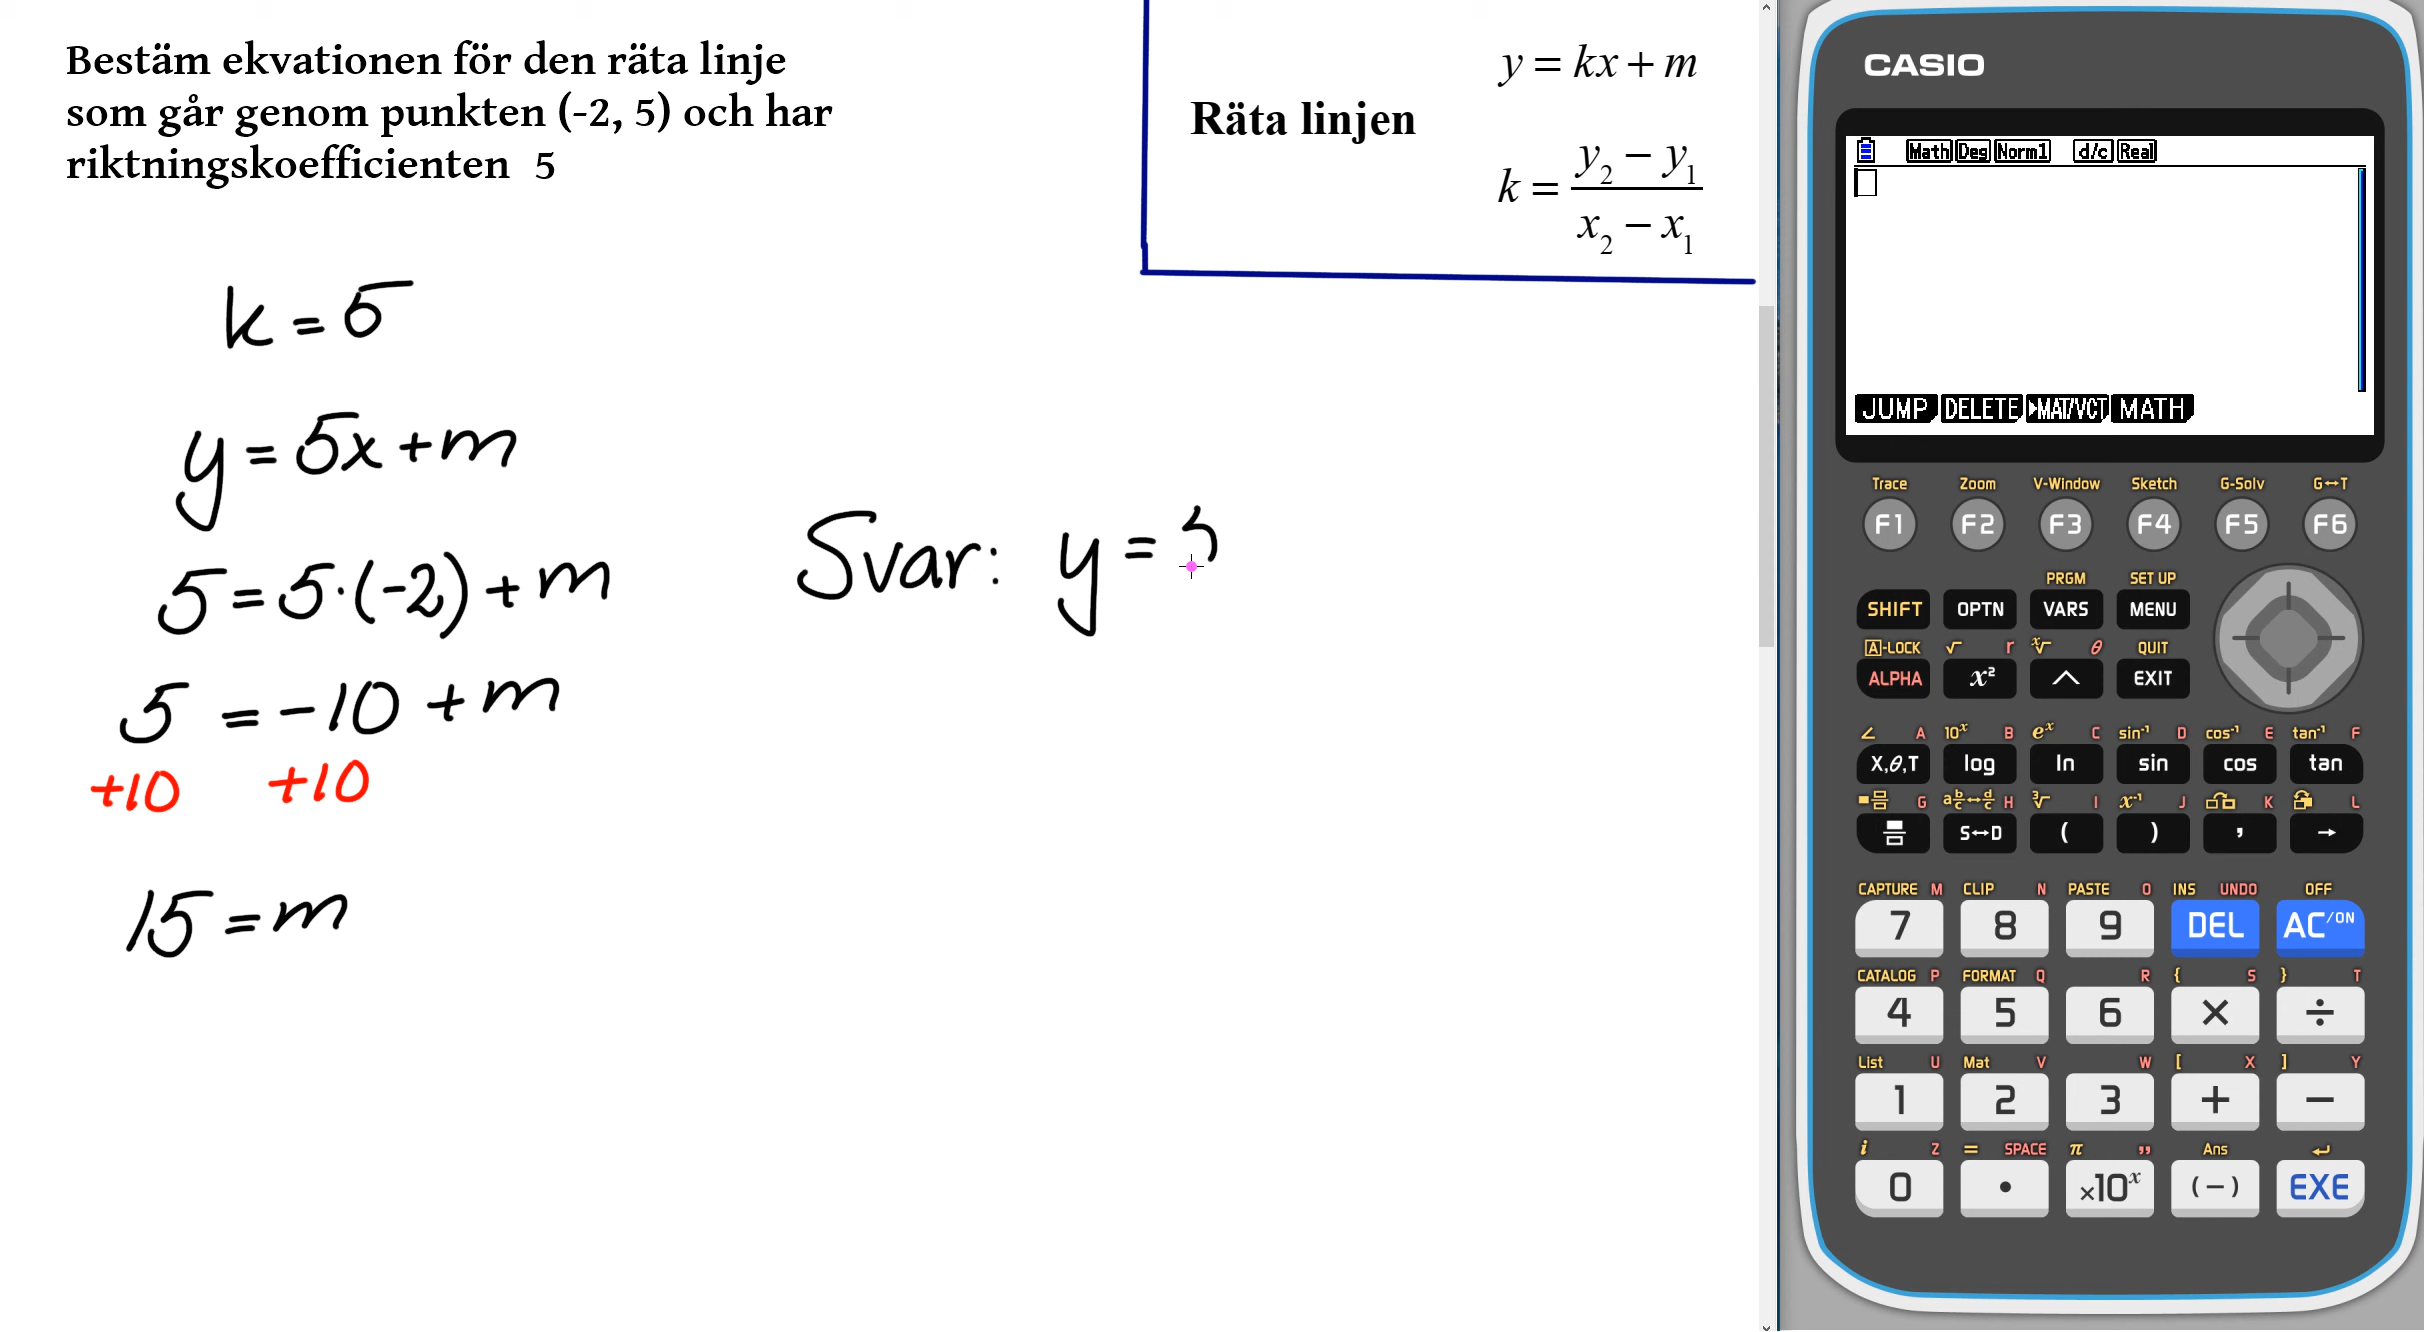 Bestäm ekvationen för den räta linje
som går genom punkten (-2, 5) och har
riktningskoefficienten 5
Räta linjen
y = kx + m
k = (y₂ − y₁)/(x₂ − x₁)
k = 5
y = 5x + m
5 = 5·(-2) + m
5 = -10 + m
+10 +10
15 = m
Svar: y =
CASIO
Math Deg Norm1 d/c Real
JUMP DELETE ►MAT/VCT MATH
Trace Zoom V-Window Sketch G-Solv G↔T
F1 F2 F3 F4 F5 F6
PRGM SET UP
SHIFT OPTN VARS MENU
A-LOCK √ r ˣ√ θ QUIT
ALPHA x² ^ EXIT
∠ A 10ˣ B eˣ C sin⁻¹ D cos⁻¹ E tan⁻¹ F
X,θ,T log ln sin cos tan
G a b/c↔d/c H ³√ I x⁻¹ J K L
S↔D ( ) , →
CAPTURE M CLIP N PASTE O INS UNDO OFF
7 8 9 DEL AC/ON
CATALOG P FORMAT Q R { S } T
4 5 6 × ÷
List U Mat V W [ X ] Y
1 2 3 + −
i Z = SPACE π ,, Ans ↵
0 • ×10ˣ (−) EXE